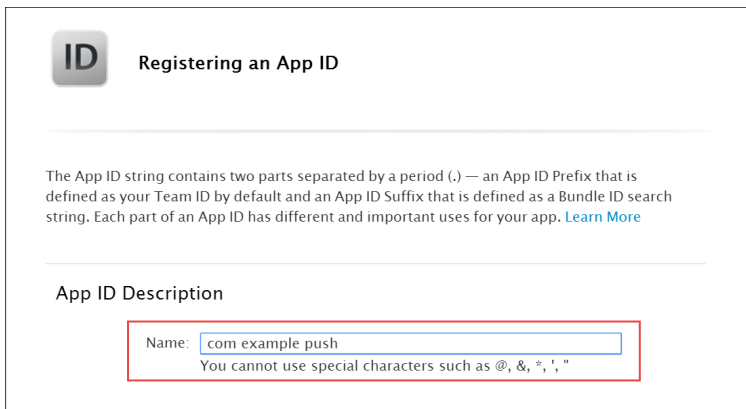 ID
Registering an App ID
The App ID string contains two parts separated by a period (.) — an App ID Prefix that is
defined as your Team ID by default and an App ID Suffix that is defined as a Bundle ID search
string. Each part of an App ID has different and important uses for your app. Learn More
App ID Description
Name: com example push
You cannot use special characters such as @, &, *, ', "